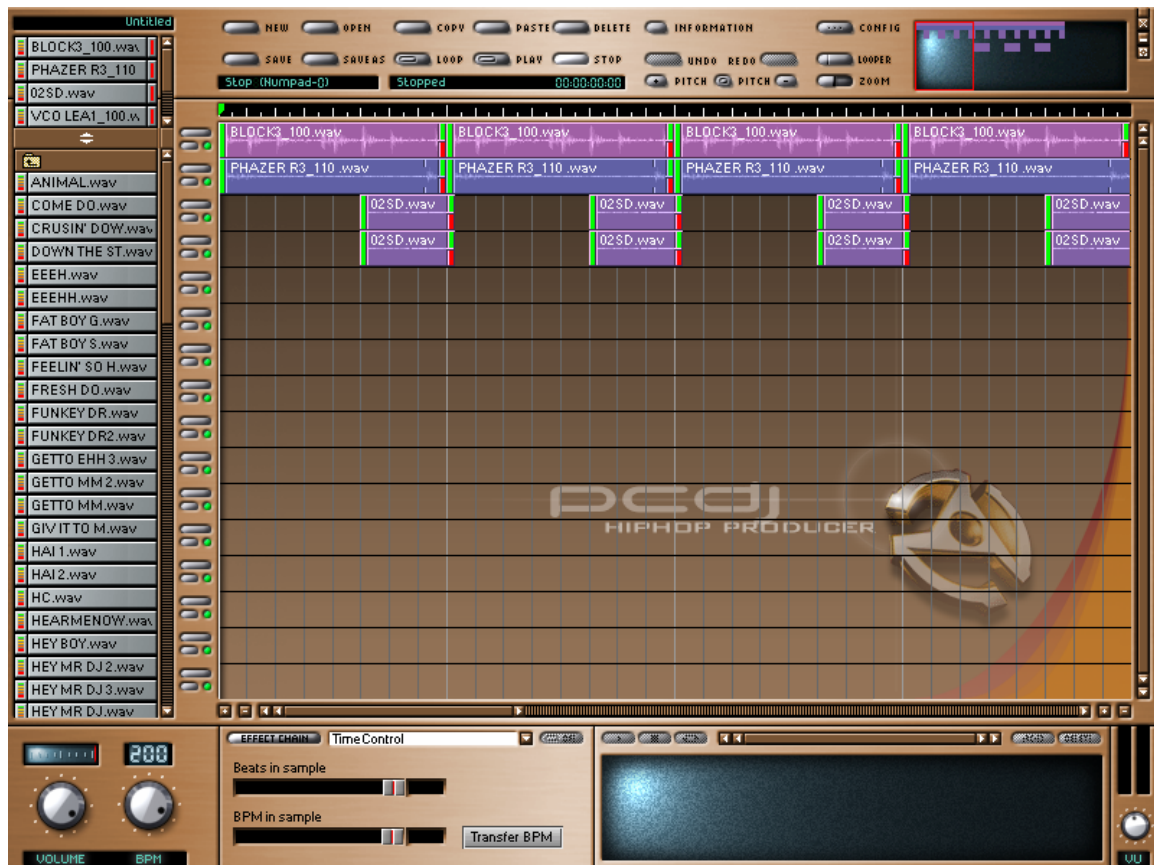 Untitled
NEW OPEN COPY PASTE DELETE INFORMATION CONFIG
SAVE SAVEAS LOOP PLAY STOP UNDO REDO LOOPER
Stop (Numpad-0) Stopped 00:00:00:00 PITCH PITCH ZOOM
BLOCK3_100.wav
PHAZER R3_110
02SD.wav
VCO LEA1_100.w
BLOCK3_100.wav BLOCK3_100.wav BLOCK3_100.wav BLOCK3_100.wav
PHAZER R3_110 .wav PHAZER R3_110 .wav PHAZER R3_110 .wav PHAZER R3_110 .wav
02SD.wav 02SD.wav 02SD.wav 02SD.wav
02SD.wav 02SD.wav 02SD.wav 02SD.wav
ANIMAL.wav
COME DO.wav
CRUSIN' DOW.wav
DOWN THE ST.wav
EEEH.wav
EEEHH.wav
FAT BOY G.wav
FAT BOY S.wav
FEELIN' SO H.wav
FRESH DO.wav
FUNKEY DR.wav
FUNKEY DR2.wav
GETTO EHH 3.wav
GETTO MM 2.wav
GETTO MM.wav
GIV IT TO M.wav
HAI 1.wav
HAI 2.wav
HC.wav
HEARMENOW.wav
HEY BOY.wav
HEY MR DJ 2.wav
HEY MR DJ 3.wav
HEY MR DJ.wav
pcdj
HIPHOP PRODUCER
200
VOLUME BPM
EFFECT CHAIN TimeControl
Beats in sample
BPM in sample
Transfer BPM
VU